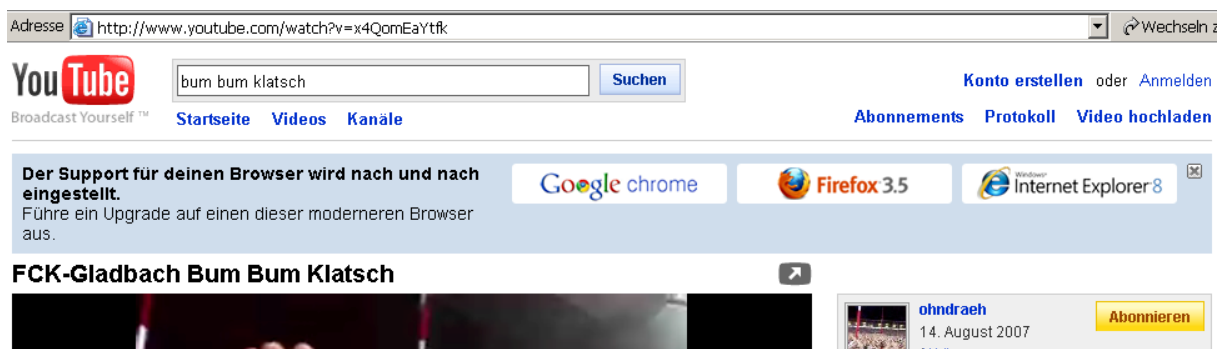 Adresse http://www.youtube.com/watch?v=x4QomEaYtfk Wechseln z
You Tube bum bum klatsch Suchen Konto erstellen oder Anmelden
Broadcast Yourself ™ Startseite Videos Kanäle Abonnements Protokoll Video hochladen
Der Support für deinen Browser wird nach und nach
eingestellt.
Führe ein Upgrade auf einen dieser moderneren Browser
aus.
Google chrome Firefox 3.5 Windows Internet Explorer 8
FCK-Gladbach Bum Bum Klatsch
ohndraeh Abonnieren
14. August 2007